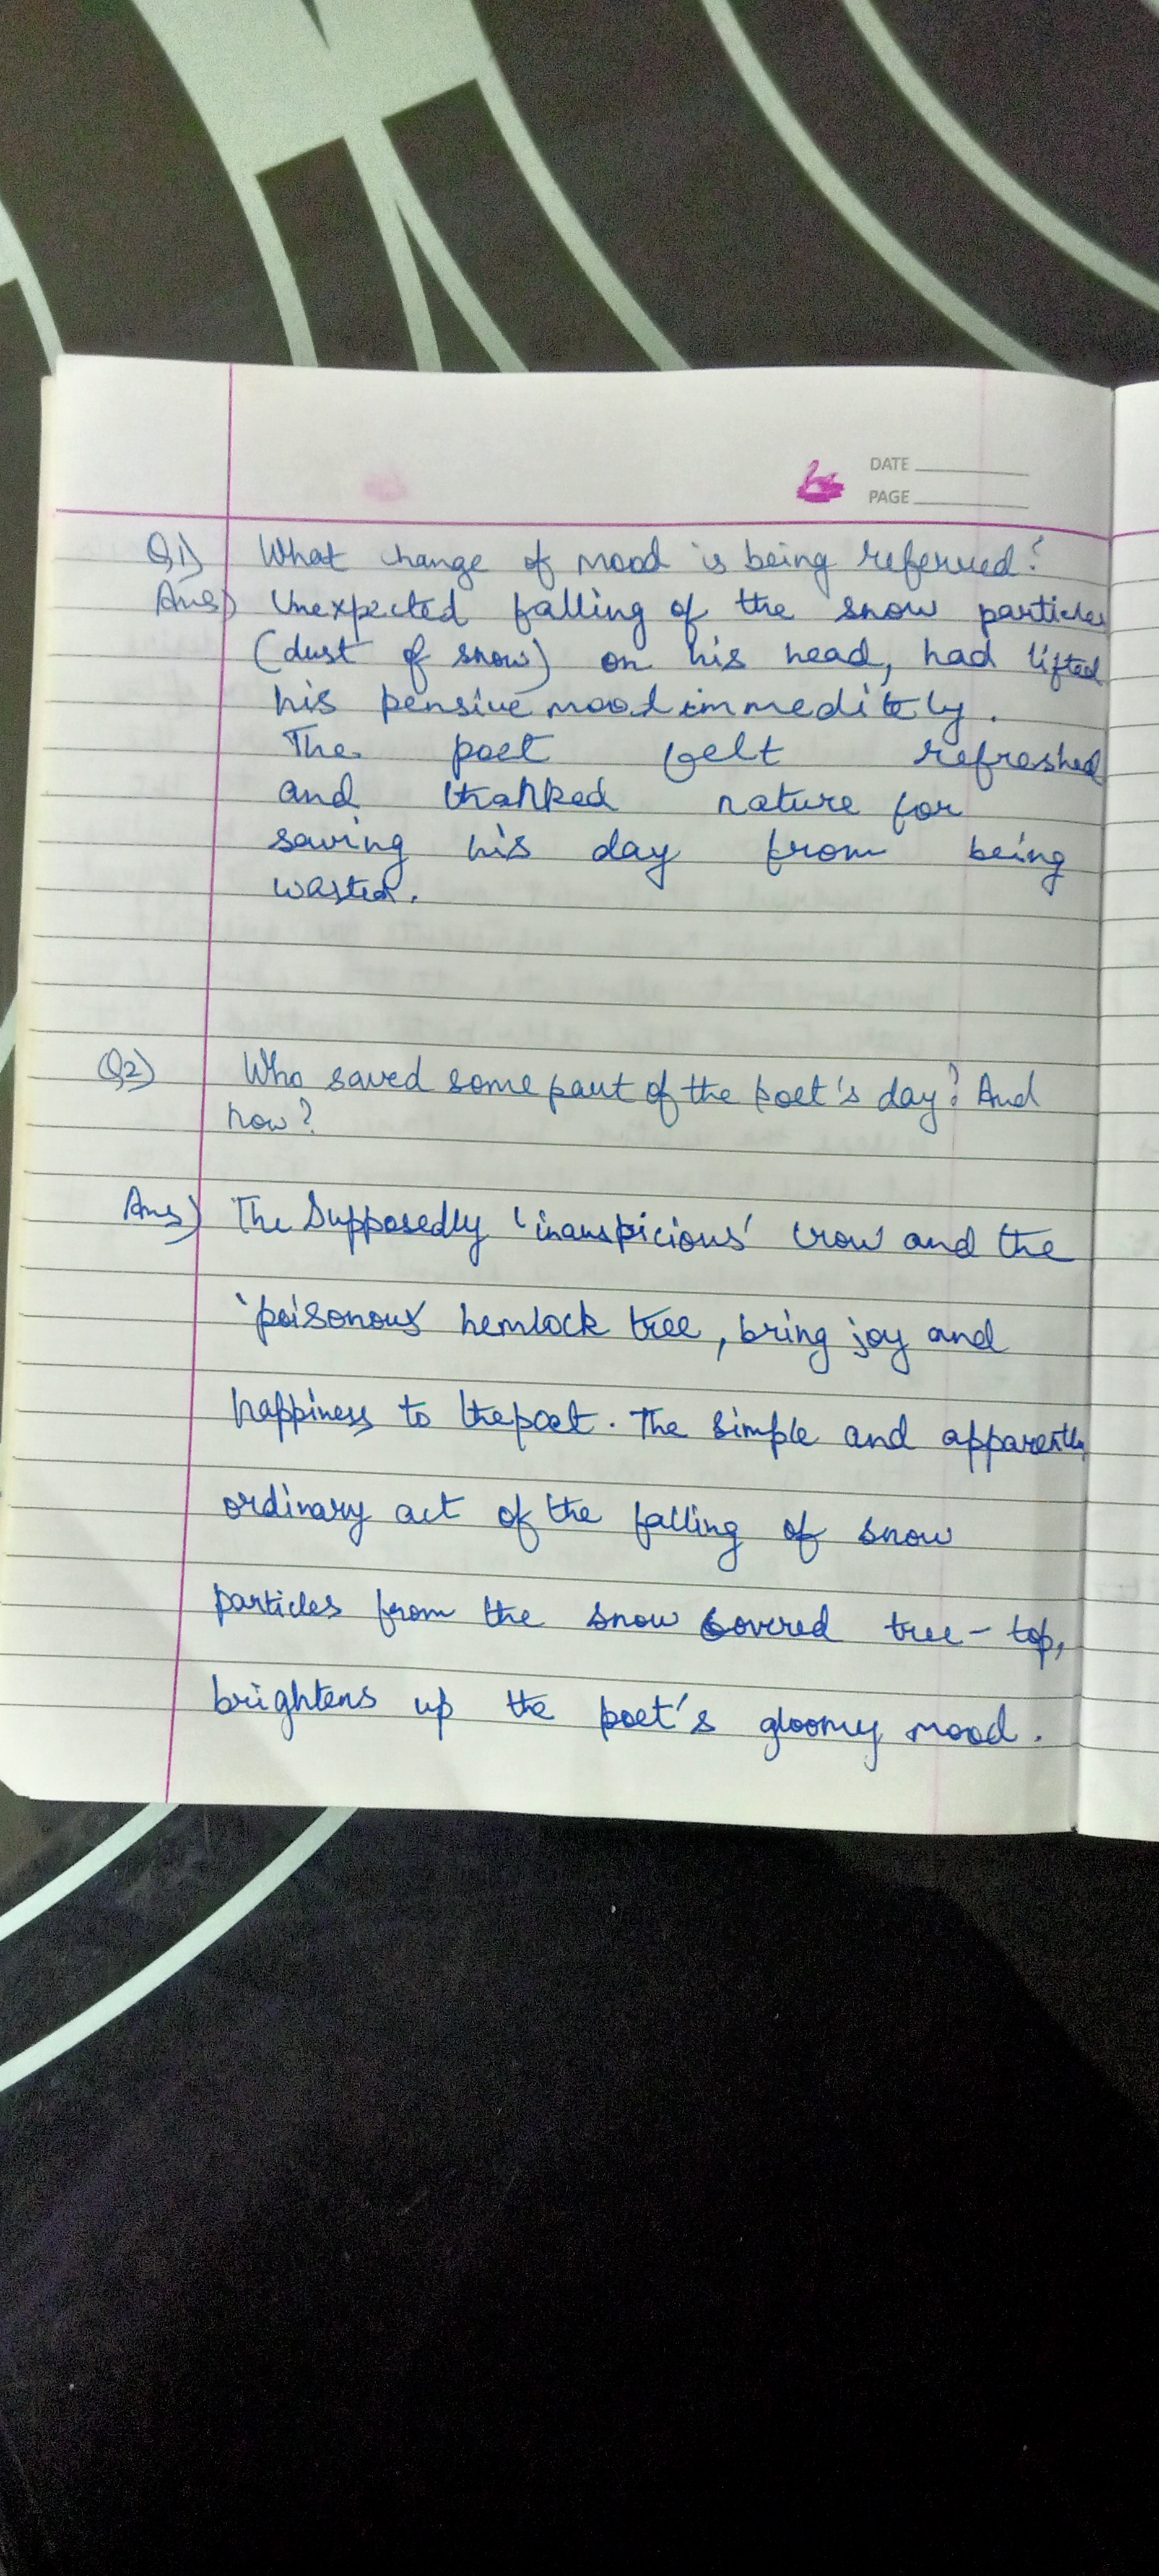 DATE
PAGE
Q1) What change of mood is being referred?
Ans) Unexpected falling of the snow particles
(dust of snow) on his head, had lifted
his pensive mood immeditely.
The poet felt refreshed
and thanked nature for
saving his day from being
wasted.
Q2) Who saved some part of the poet's day? And
how?
Ans) The Supposedly 'inauspicious' crow and the
'poisonous' hemlock tree, bring joy and
happiness to the poet. The simple and apparently
ordinary act of the falling of snow
particles from the snow covered tree-top,
brightens up the poet's gloomy mood.